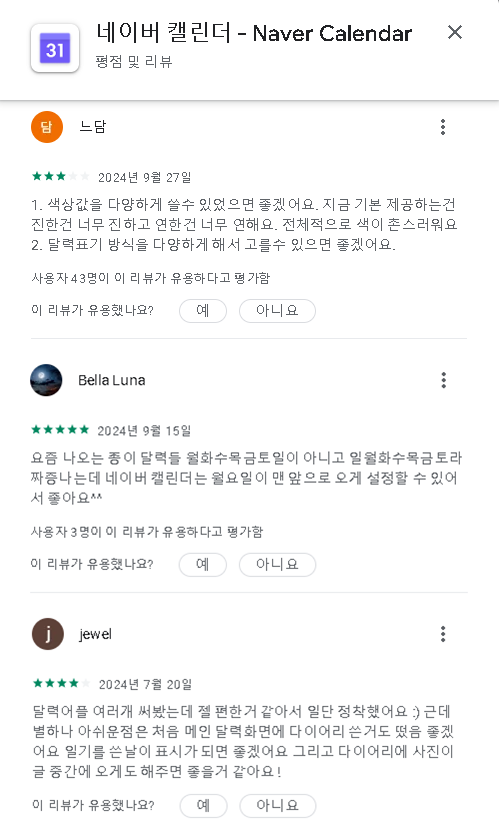 네이버 캘린더 - Naver Calendar
31
평점 및 리뷰
담
느담
2024년 9월 27일
1. 색상값을 다양하게 쓸수 있었으면 좋겠어요. 지금 기본 제공하는건
진한건 너무 진하고 연한건 너무 연해요. 전체적으로 색이 촌스러워요
2. 달력표기 방식을 다양하게 해서 고를수 있으면 좋겠어요.
사용자 43명이 이 리뷰가 유용하다고 평가함
이 리뷰가 유용했나요? 예 아니요
Bella Luna
2024년 9월 15일
요즘 나오는 종이 달력들 월화수목금토일이 아니고 일월화수목금토라
짜증나는데 네이버 캘린더는 월요일이 맨 앞으로 오게 설정할 수 있어
서 좋아요^^
사용자 3명이 이 리뷰가 유용하다고 평가함
이 리뷰가 유용했나요? 예 아니요
j
jewel
2024년 7월 20일
달력어플 여러개 써봤는데 젤 편한거 같아서 일단 정착했어요 :) 근데
별하나 아쉬운점은 처음 메인 달력화면에 다이어리 쓴거도 떴음 좋겠
어요 일기를 쓴날이 표시가 되면 좋겠어요 그리고 다이어리에 사진이
글 중간에 오게도 해주면 좋을거 같아요!
이 리뷰가 유용했나요? 예 아니요